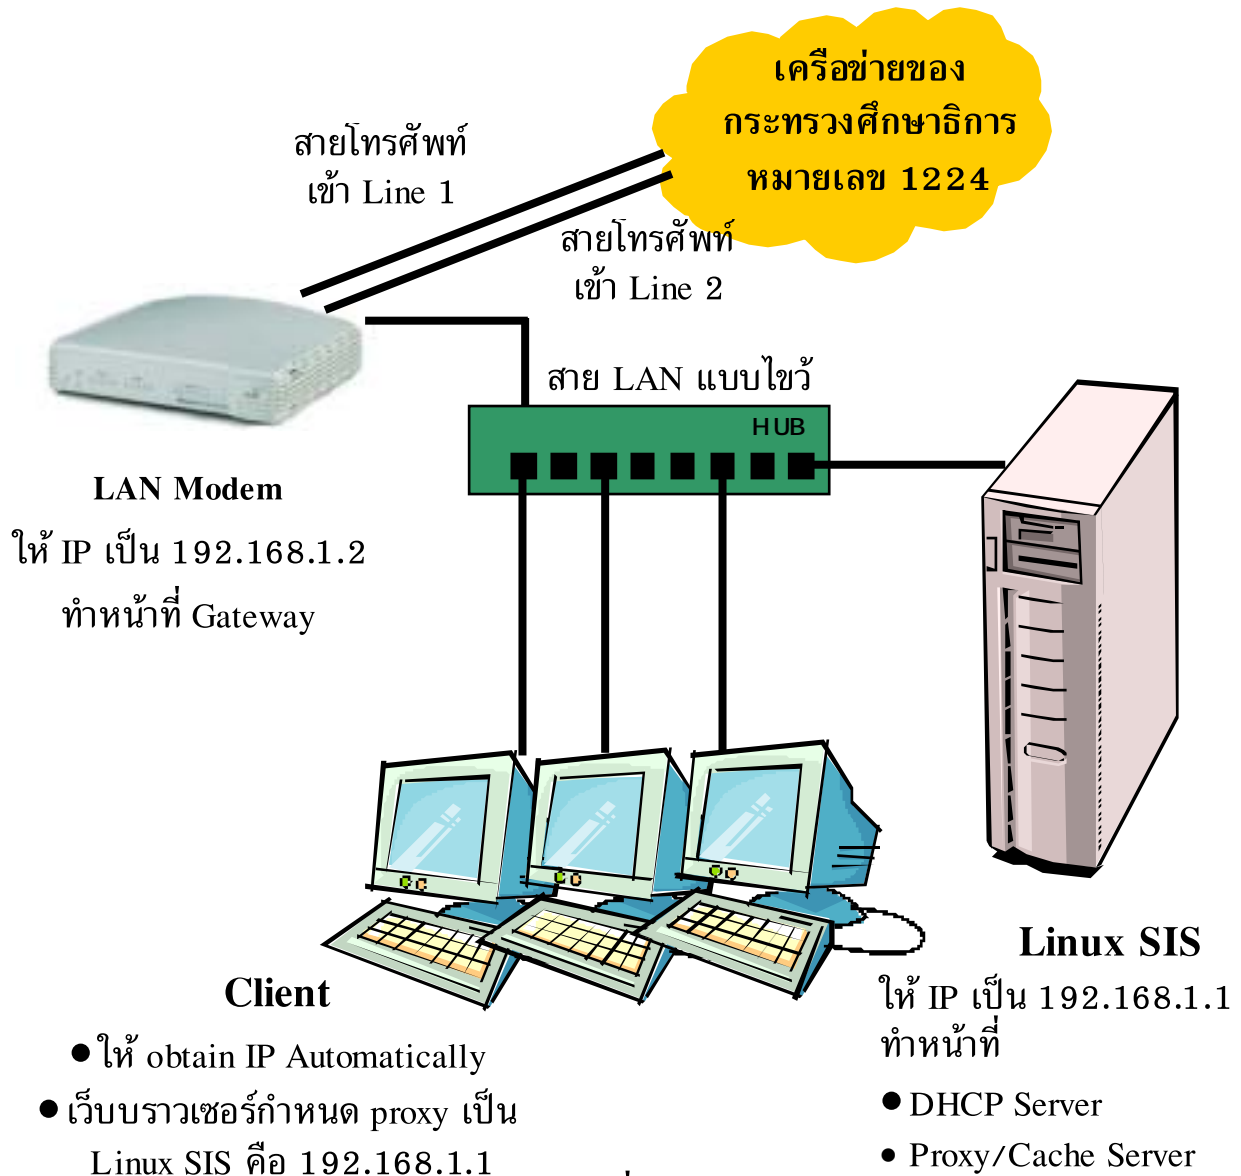 เครือข่ายของ
กระทรวงศึกษาธิการ
หมายเลข 1224
สายโทรศัพท์
เข้า Line 1
สายโทรศัพท์
เข้า Line 2
สาย LAN แบบไขว้
HUB
LAN Modem
ให้ IP เป็น 192.168.1.2
ทำหน้าที่ Gateway
Linux SIS
ให้ IP เป็น 192.168.1.1
ทำหน้าที่
● DHCP Server
● Proxy/Cache Server
Client
● ให้ obtain IP Automatically
● เว็บบราวเซอร์กำหนด proxy เป็น
Linux SIS คือ 192.168.1.1